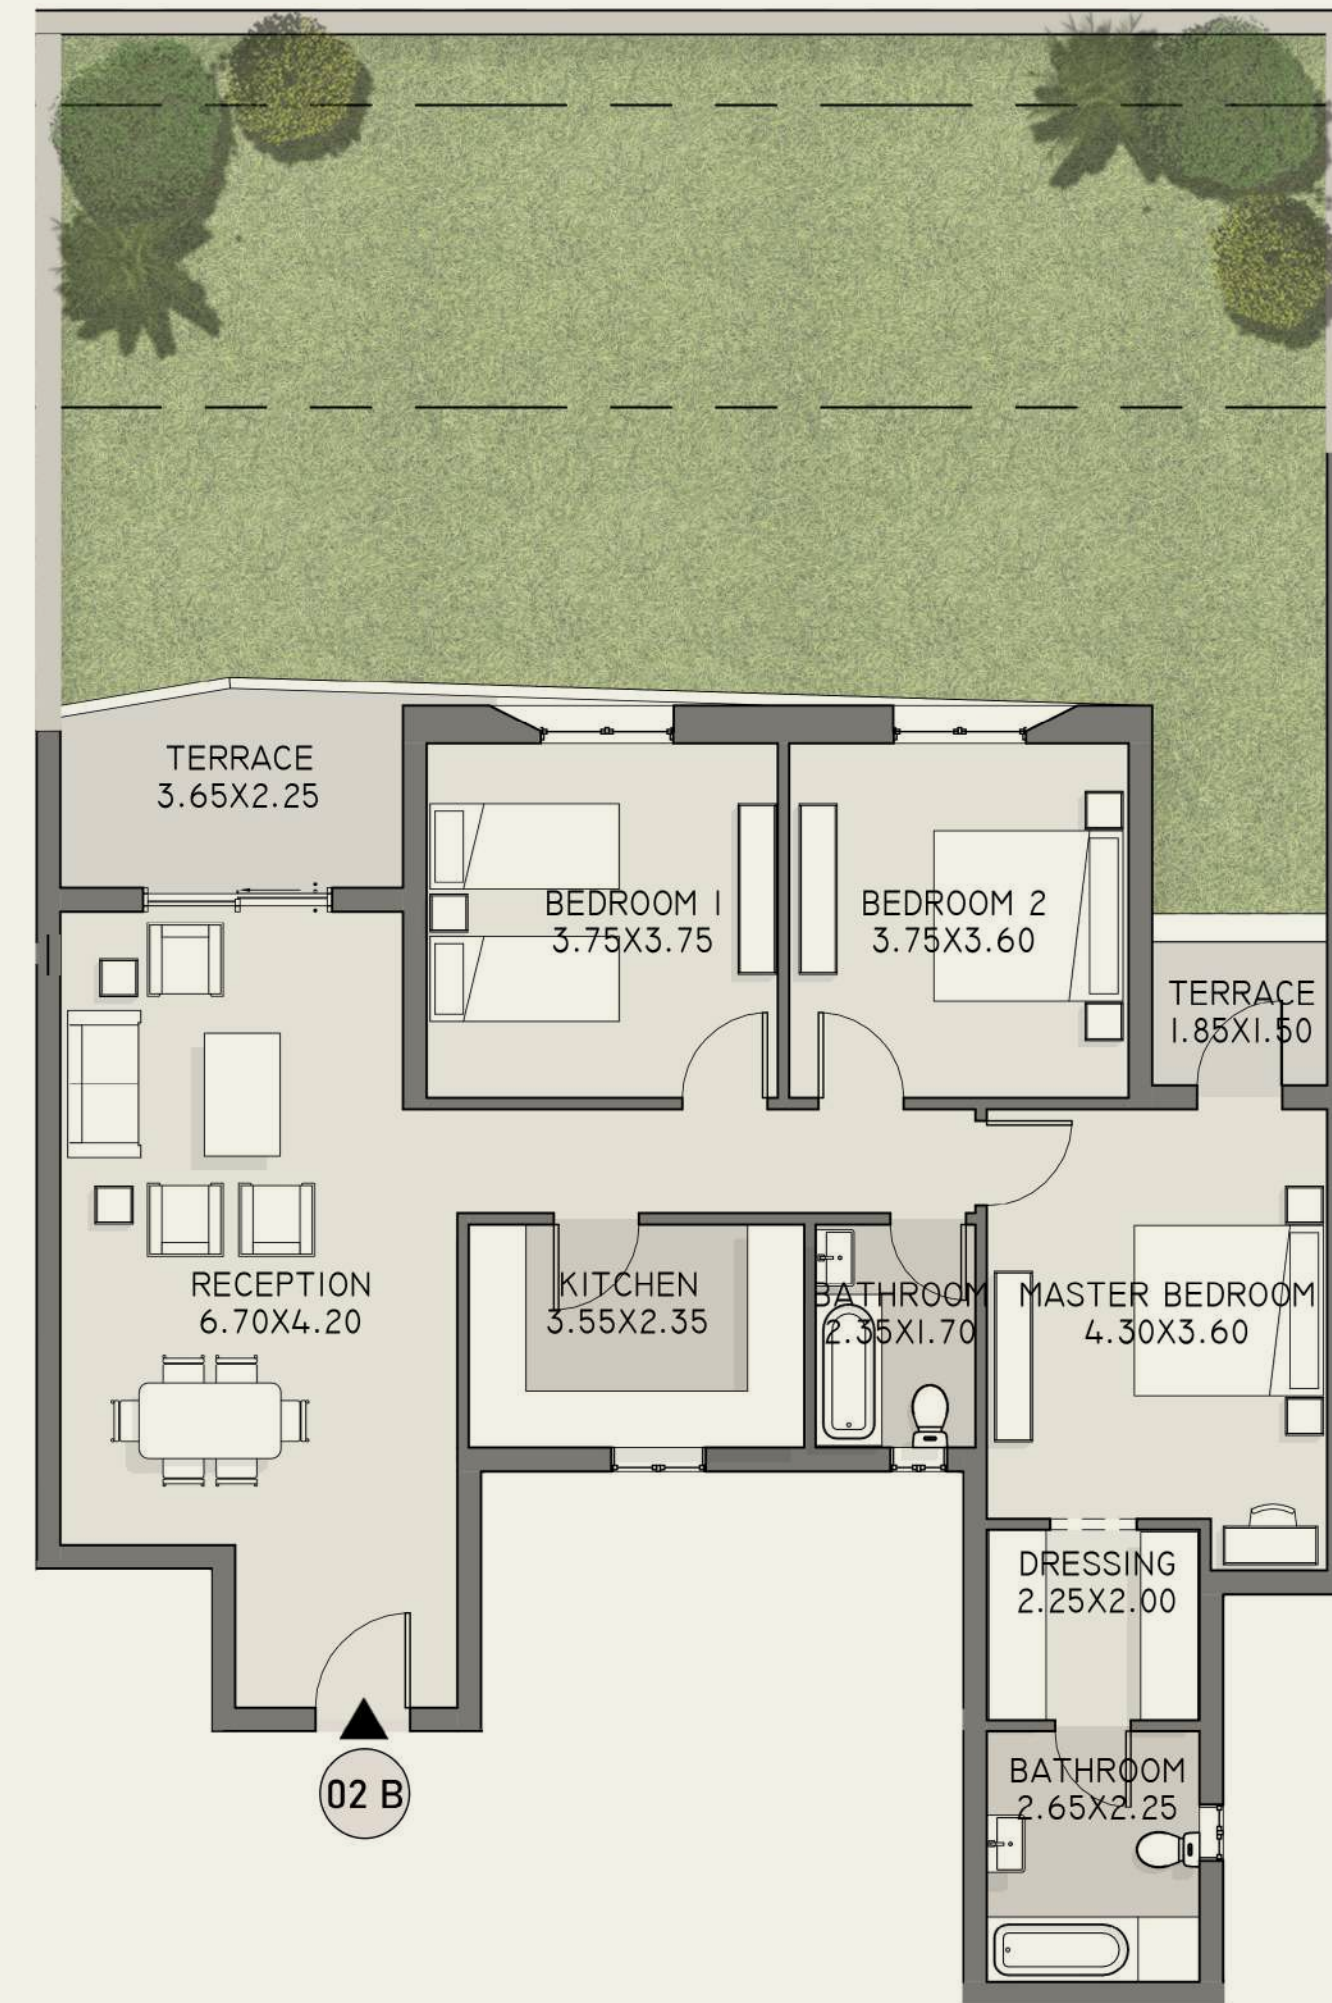 TERRACE
3.65X2.25
BEDROOM 1
3.75X3.75
BEDROOM 2
3.75X3.60
TERRACE
1.85X1.50
RECEPTION
6.70X4.20
KITCHEN
3.55X2.35
BATHROOM
2.35X1.70
MASTER BEDROOM
4.30X3.60
DRESSING
2.25X2.00
BATHROOM
2.65X2.25
02 B